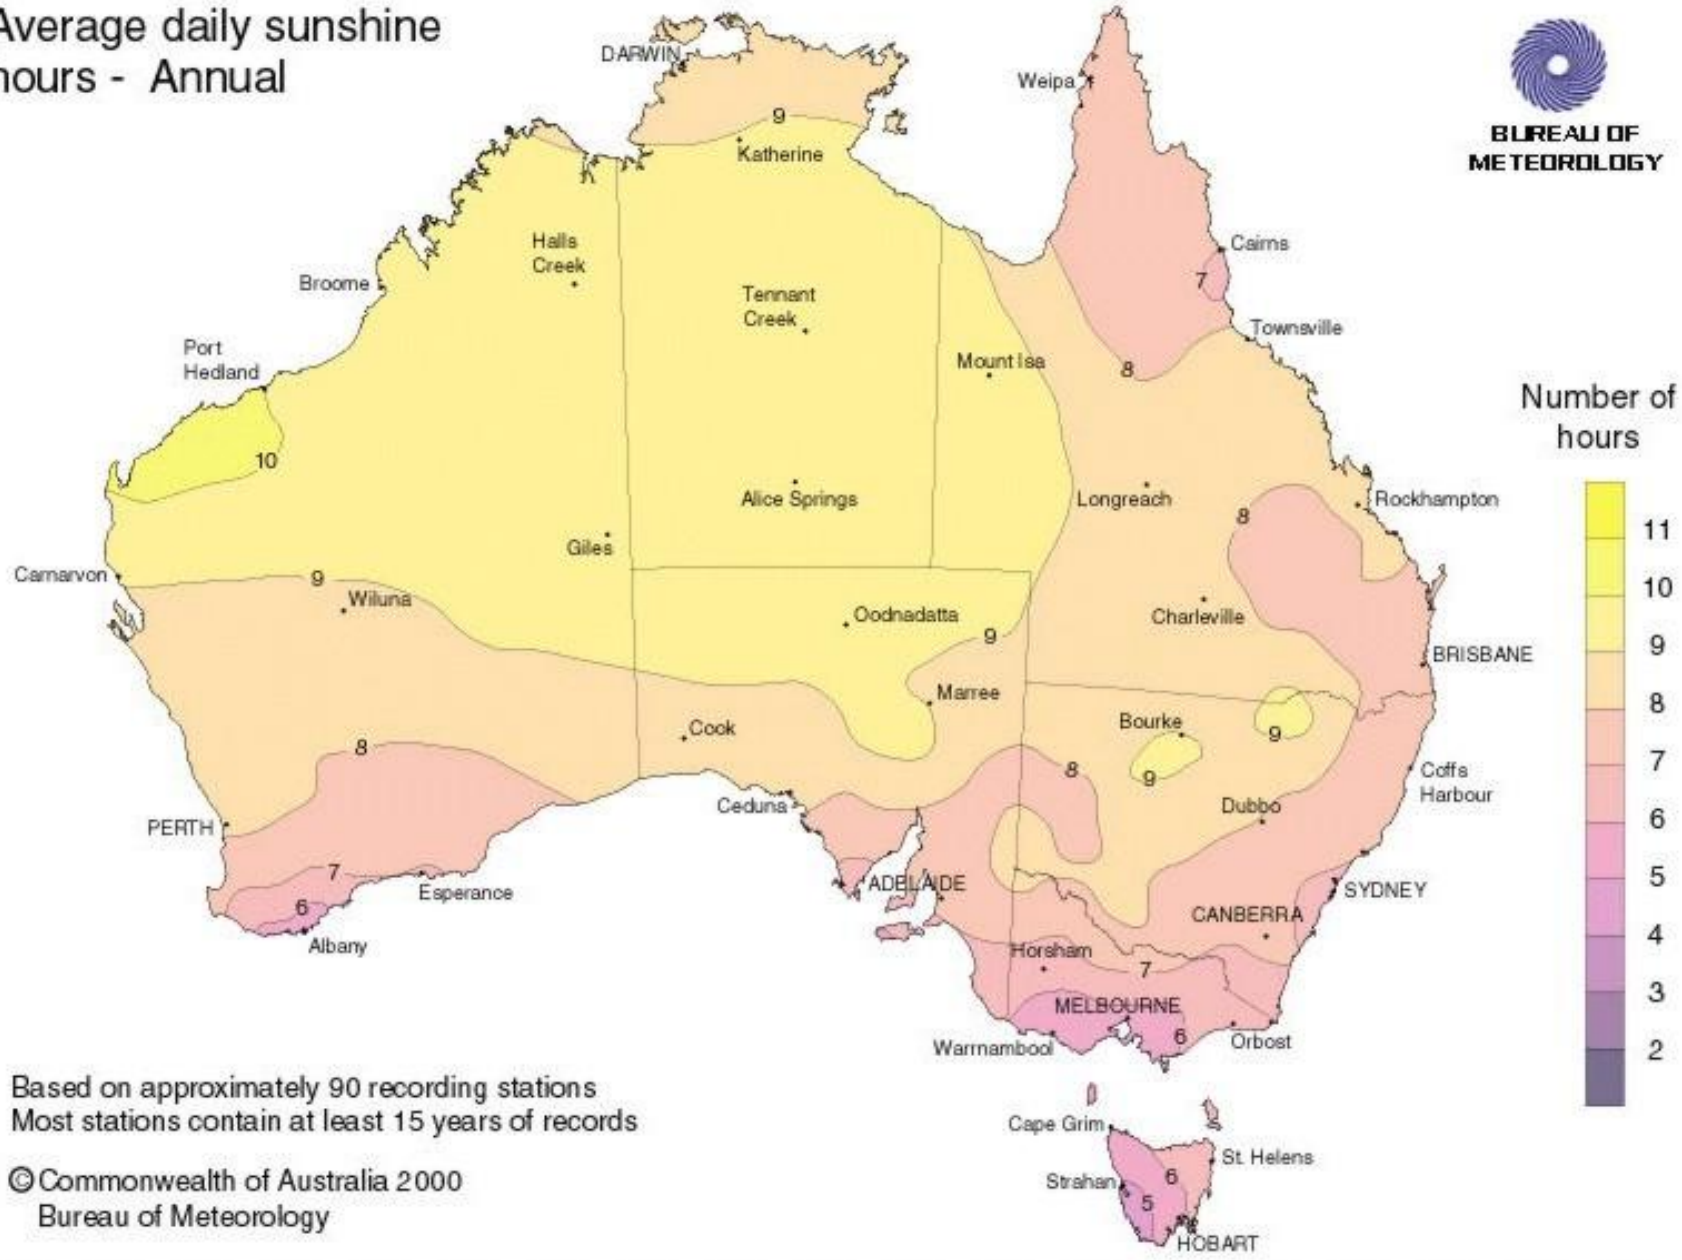 Average daily sunshine
hours - Annual
BUREAU OF
METEOROLOGY
DARWIN
Weipa
9
Katherine
Halls
Creek
Cairns
Broome
7
Tennant
Creek
Townsville
Port
Hedland
Mount Isa
8
10
Alice Springs
Longreach
Rockhampton
8
Giles
Carnarvon
9
Wiluna
Oodnadatta
Charleville
9
BRISBANE
Marree
Cook
Bourke
9
8
8
9
Coffs
Harbour
Ceduna
Dubbo
PERTH
7
Esperance
ADELAIDE
SYDNEY
6
CANBERRA
Albany
Horsham
7
MELBOURNE
6
Warrnambool
Orbost
Cape Grim
St. Helens
6
Strahan
5
HOBART
Number of
hours
11
10
9
8
7
6
5
4
3
2
Based on approximately 90 recording stations
Most stations contain at least 15 years of records
© Commonwealth of Australia 2000
Bureau of Meteorology